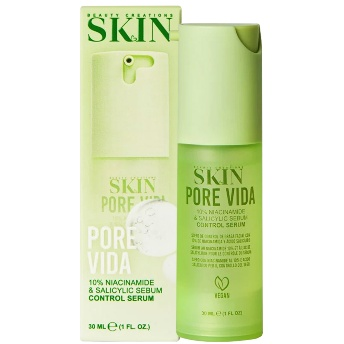 BEAUTY CREATIONS
SKIN
SKIN
PORE VIDA
PORE
VIDA
10% NIACINAMIDE
& SALICYLIC SEBUM
CONTROL SERUM
30 ML ℮ (1 FL. OZ.)
BEAUTY CREATIONS
SKIN
PORE VIDA
10% NIACINAMIDE
& SALICYLIC SEBUM
CONTROL SERUM
VEGAN
30 ML ℮ (1 FL. OZ.)